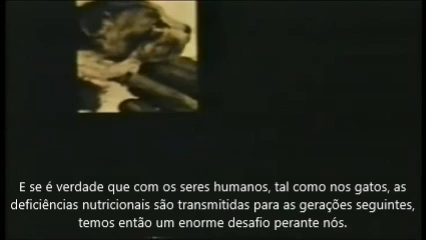 E se é verdade que com os seres humanos, tal como nos gatos, as
deficiências nutricionais são transmitidas para as gerações seguintes,
temos então um enorme desafio perante nós.